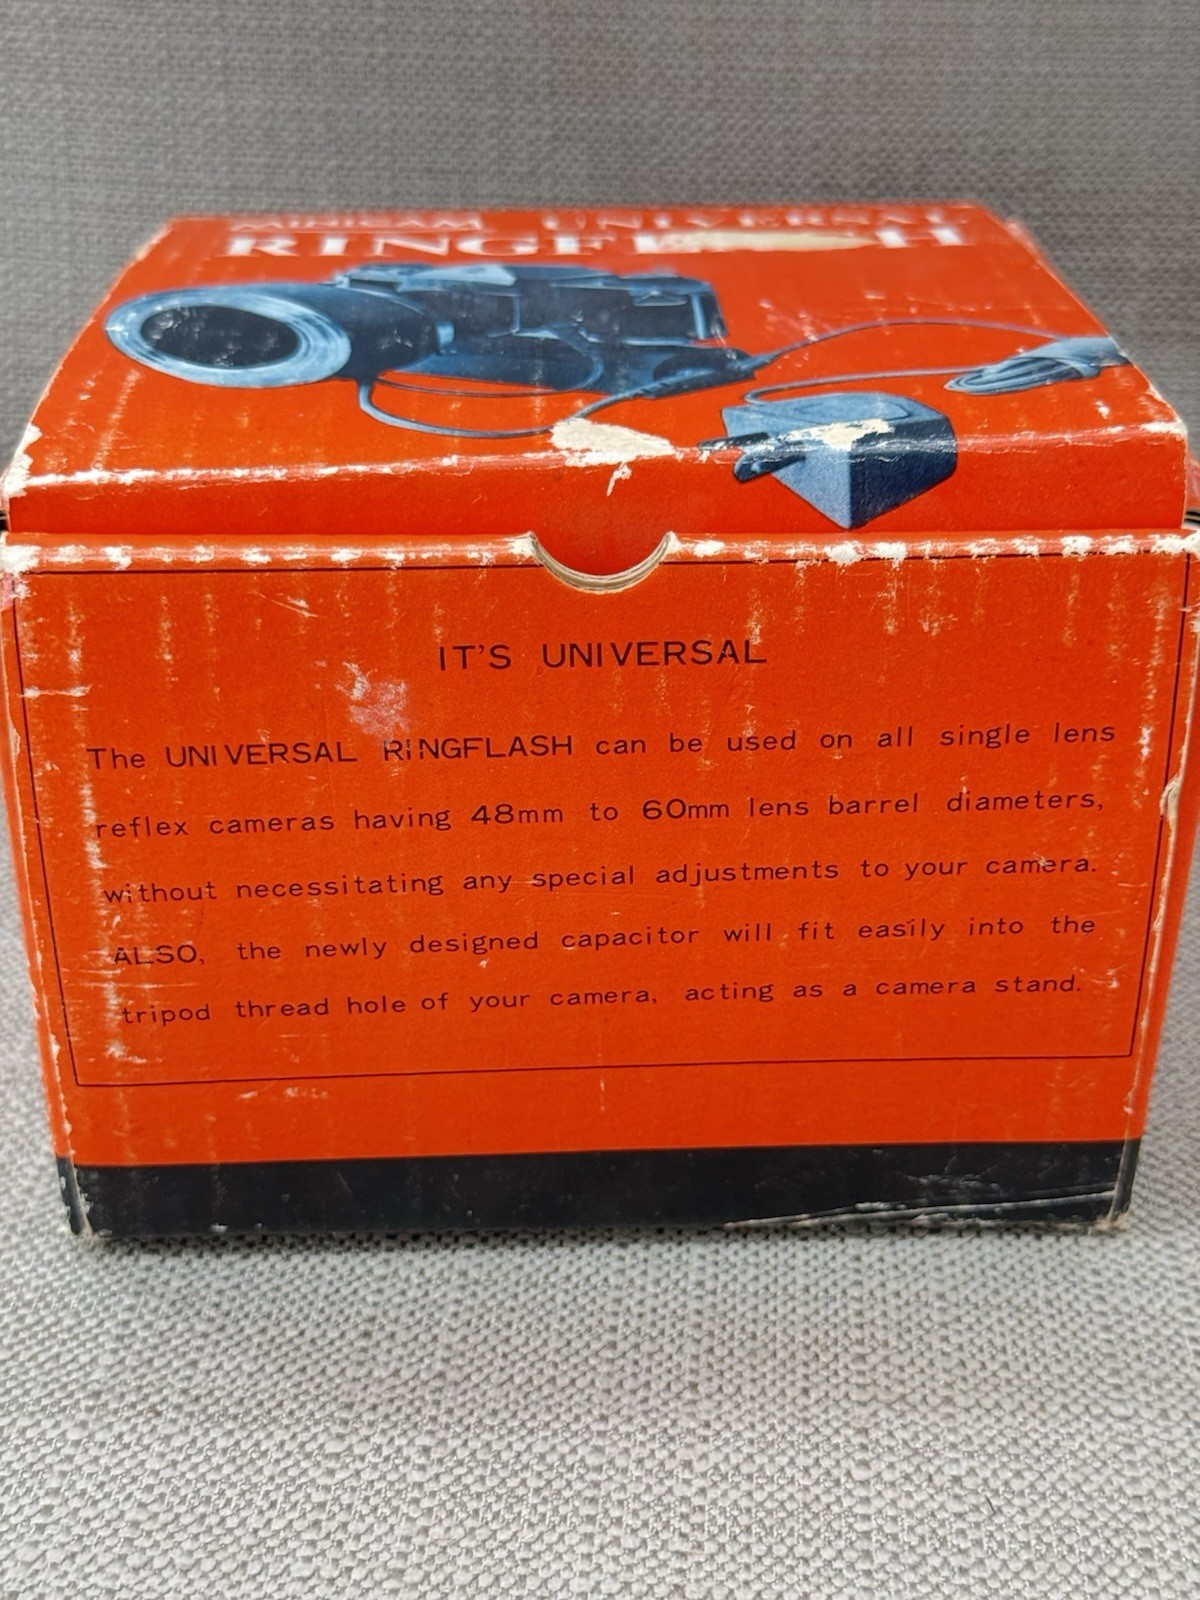 MINICAM UNIVERSAL
IT'S UNIVERSAL
The UNIVERSAL RINGFLASH can be used on all single lens
reflex cameras having 48mm to 60mm lens barrel diameters,
without necessitating any special adjustments to your camera.
ALSO, the newly designed capacitor will fit easily into the
tripod thread hole of your camera, acting as a camera stand.